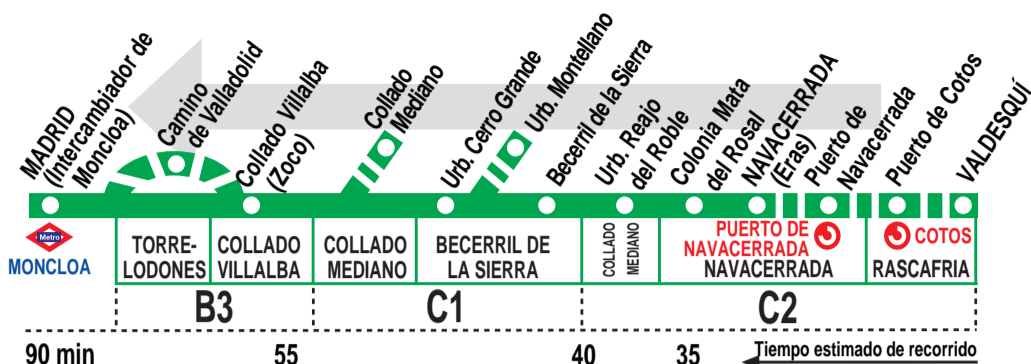 MADRID
(Intercambiador de
Moncloa)
Camino
de Valladolid
Collado Villalba
(Zoco)
Collado
Mediano
Urb. Cerro Grande
Urb. Montellano
Becerril de la Sierra
Urb. Reajo
del Roble
Colonia Mata
del Rosal
NAVACERRADA
(Eras)
Puerto de
Navacerrada
Puerto de Cotos
VALDESQUÍ
Metro
MONCLOA
TORRE-
LODONES
COLLADO
VILLALBA
COLLADO
MEDIANO
BECERRIL DE
LA SIERRA
COLLADO
MEDIANO
PUERTO DE
NAVACERRADA
NAVACERRADA
COTOS
RASCAFRIA
B3
C1
C2
90 min
55
40
35
Tiempo estimado de recorrido